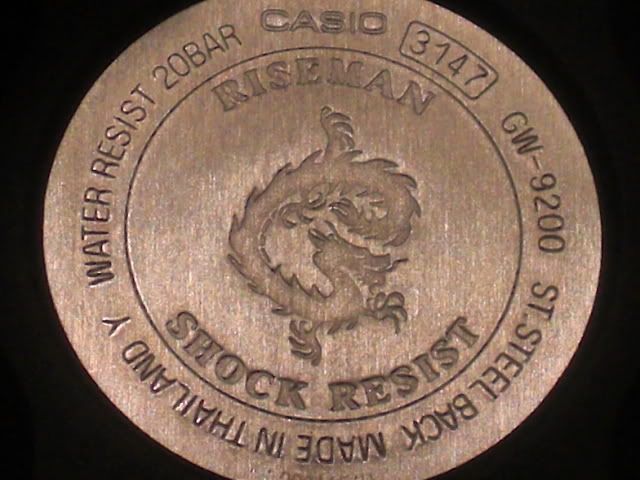 CASIO
3147
GW-9200
ST.STEEL BACK
MADE IN THAILAND Y
WATER RESIST 20BAR
RISEMAN
SHOCK RESIST